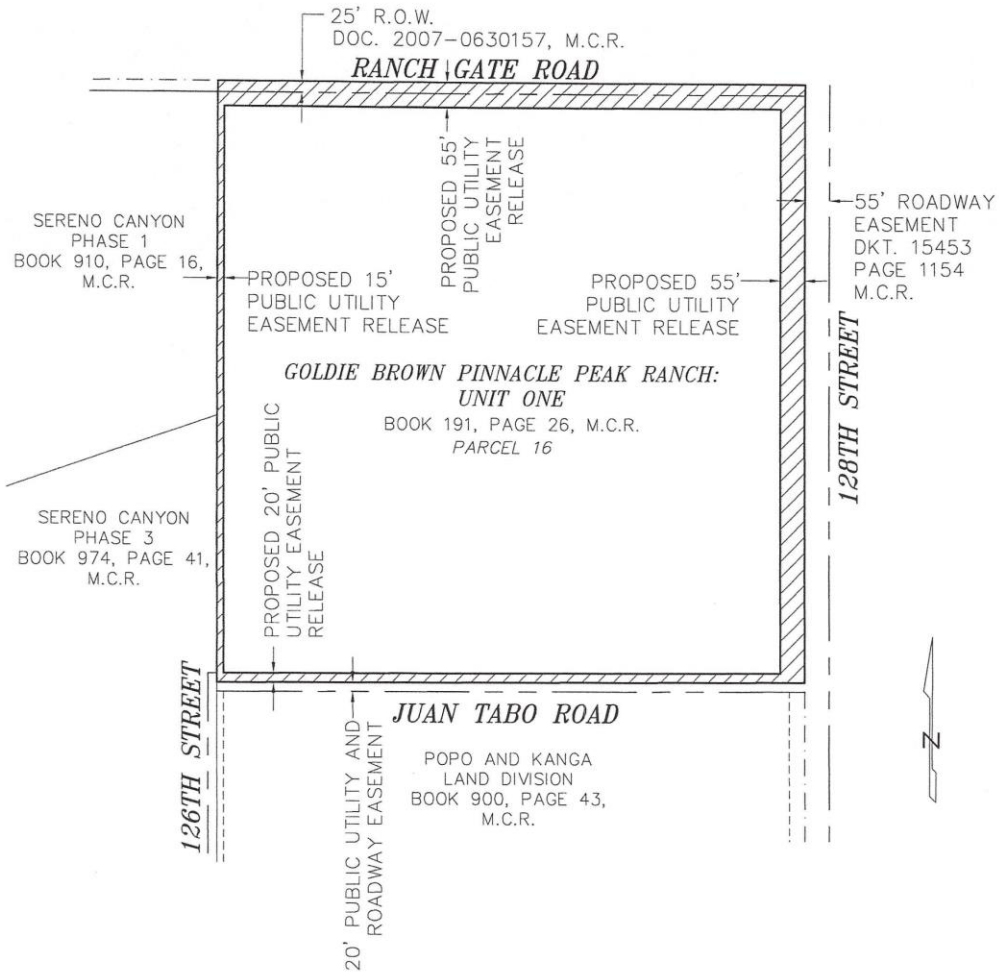 25' R.O.W.
DOC. 2007-0630157, M.C.R.
RANCH GATE ROAD
PROPOSED 55'
PUBLIC UTILITY
EASEMENT
RELEASE
SERENO CANYON
PHASE 1
BOOK 910, PAGE 16,
M.C.R.
PROPOSED 15'
PUBLIC UTILITY
EASEMENT RELEASE
PROPOSED 55'
PUBLIC UTILITY
EASEMENT RELEASE
55' ROADWAY
EASEMENT
DKT. 15453
PAGE 1154
M.C.R.
128TH STREET
GOLDIE BROWN PINNACLE PEAK RANCH:
UNIT ONE
BOOK 191, PAGE 26, M.C.R.
PARCEL 16
SERENO CANYON
PHASE 3
BOOK 974, PAGE 41,
M.C.R.
PROPOSED 20' PUBLIC
UTILITY EASEMENT
RELEASE
126TH STREET
JUAN TABO ROAD
20' PUBLIC UTILITY AND
ROADWAY EASEMENT
POPO AND KANGA
LAND DIVISION
BOOK 900, PAGE 43,
M.C.R.
N